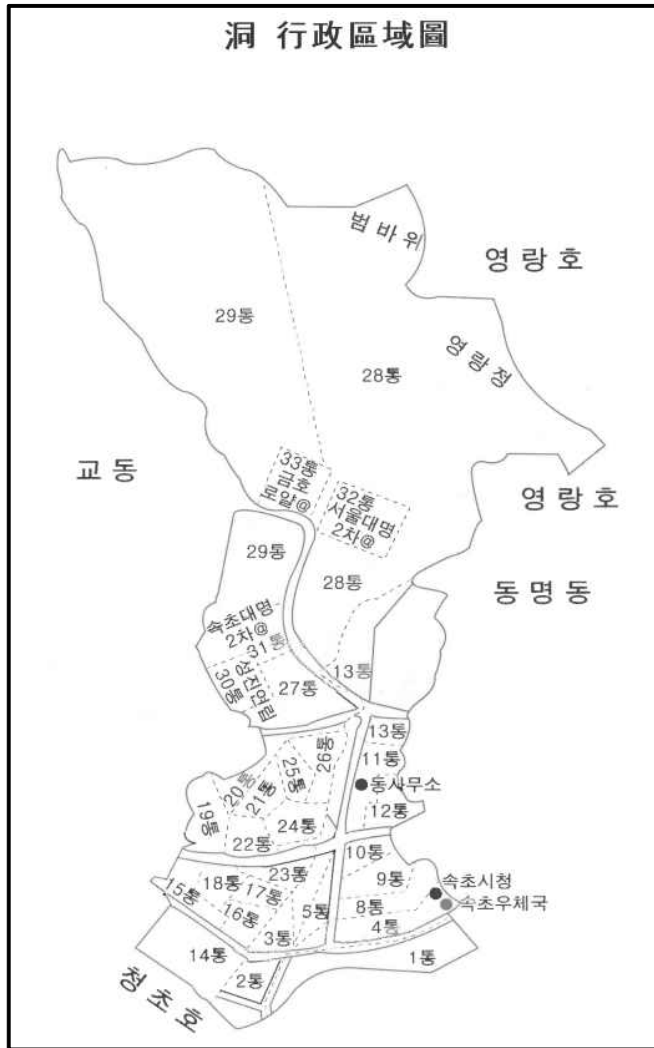 洞 行政區域圖
범바위
영랑호
29통
영랑정
28통
교동
33통
금호
로얄@
32통
서울대명
2차@
영랑호
29통
28통
동명동
속초대명
2차@
31통
30통
성진연립
27통
13통
13통
26통
11통
25통
20통
21통
동사무소
19통
12통
24통
22통
10통
23통
9통
속초시청
18통
17통
15통
속초우체국
8통
16통
5통
4통
3통
14통
1통
2통
청초호